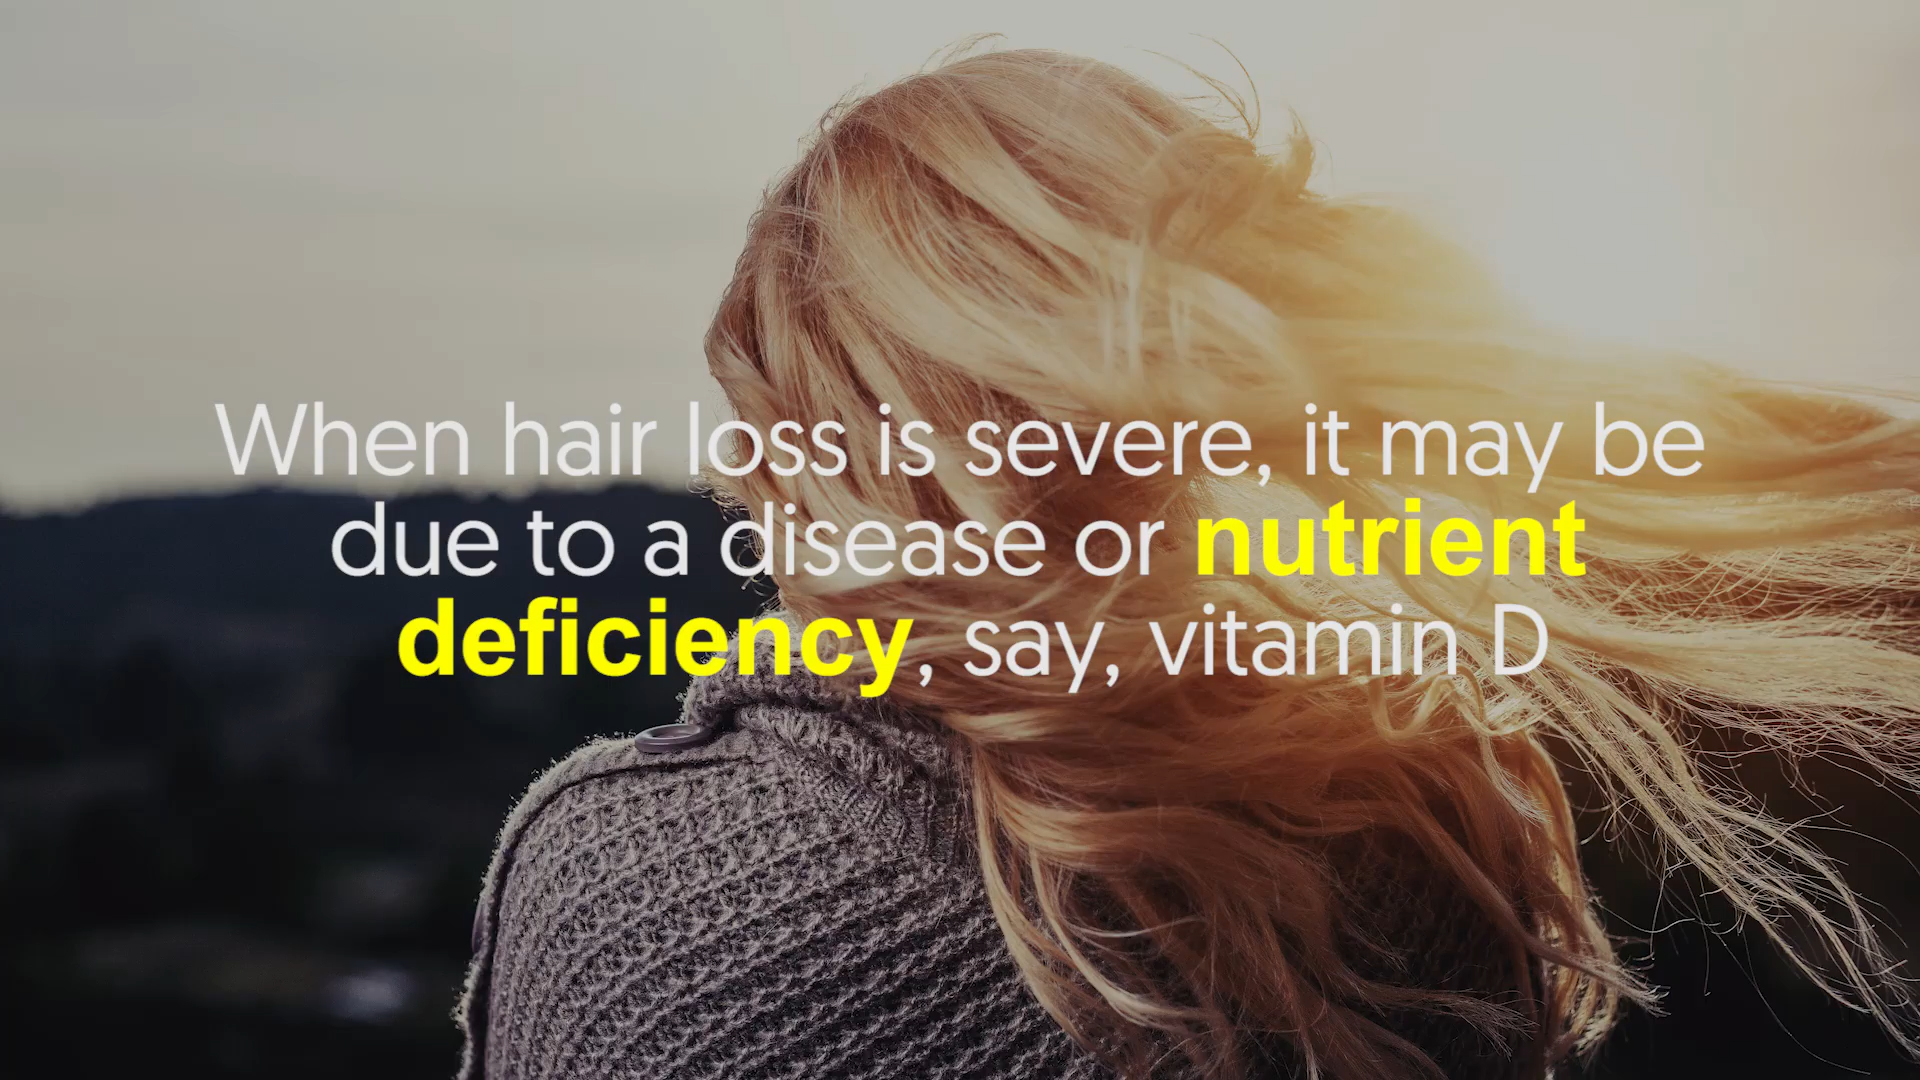 When hair loss is severe, it may be
due to a disease or nutrient
deficiency, say, vitamin D